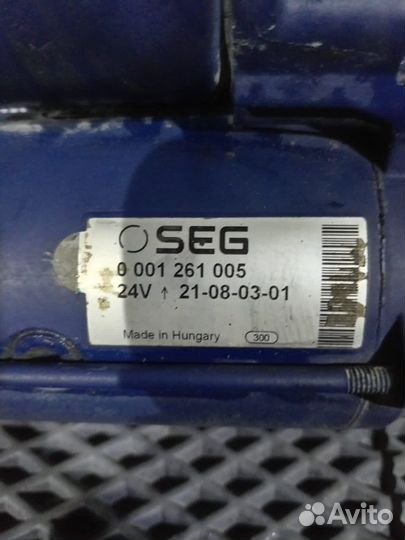 SEG
0 001 261 005
24V ↑ 21-08-03-01
Made in Hungary 300
Avito